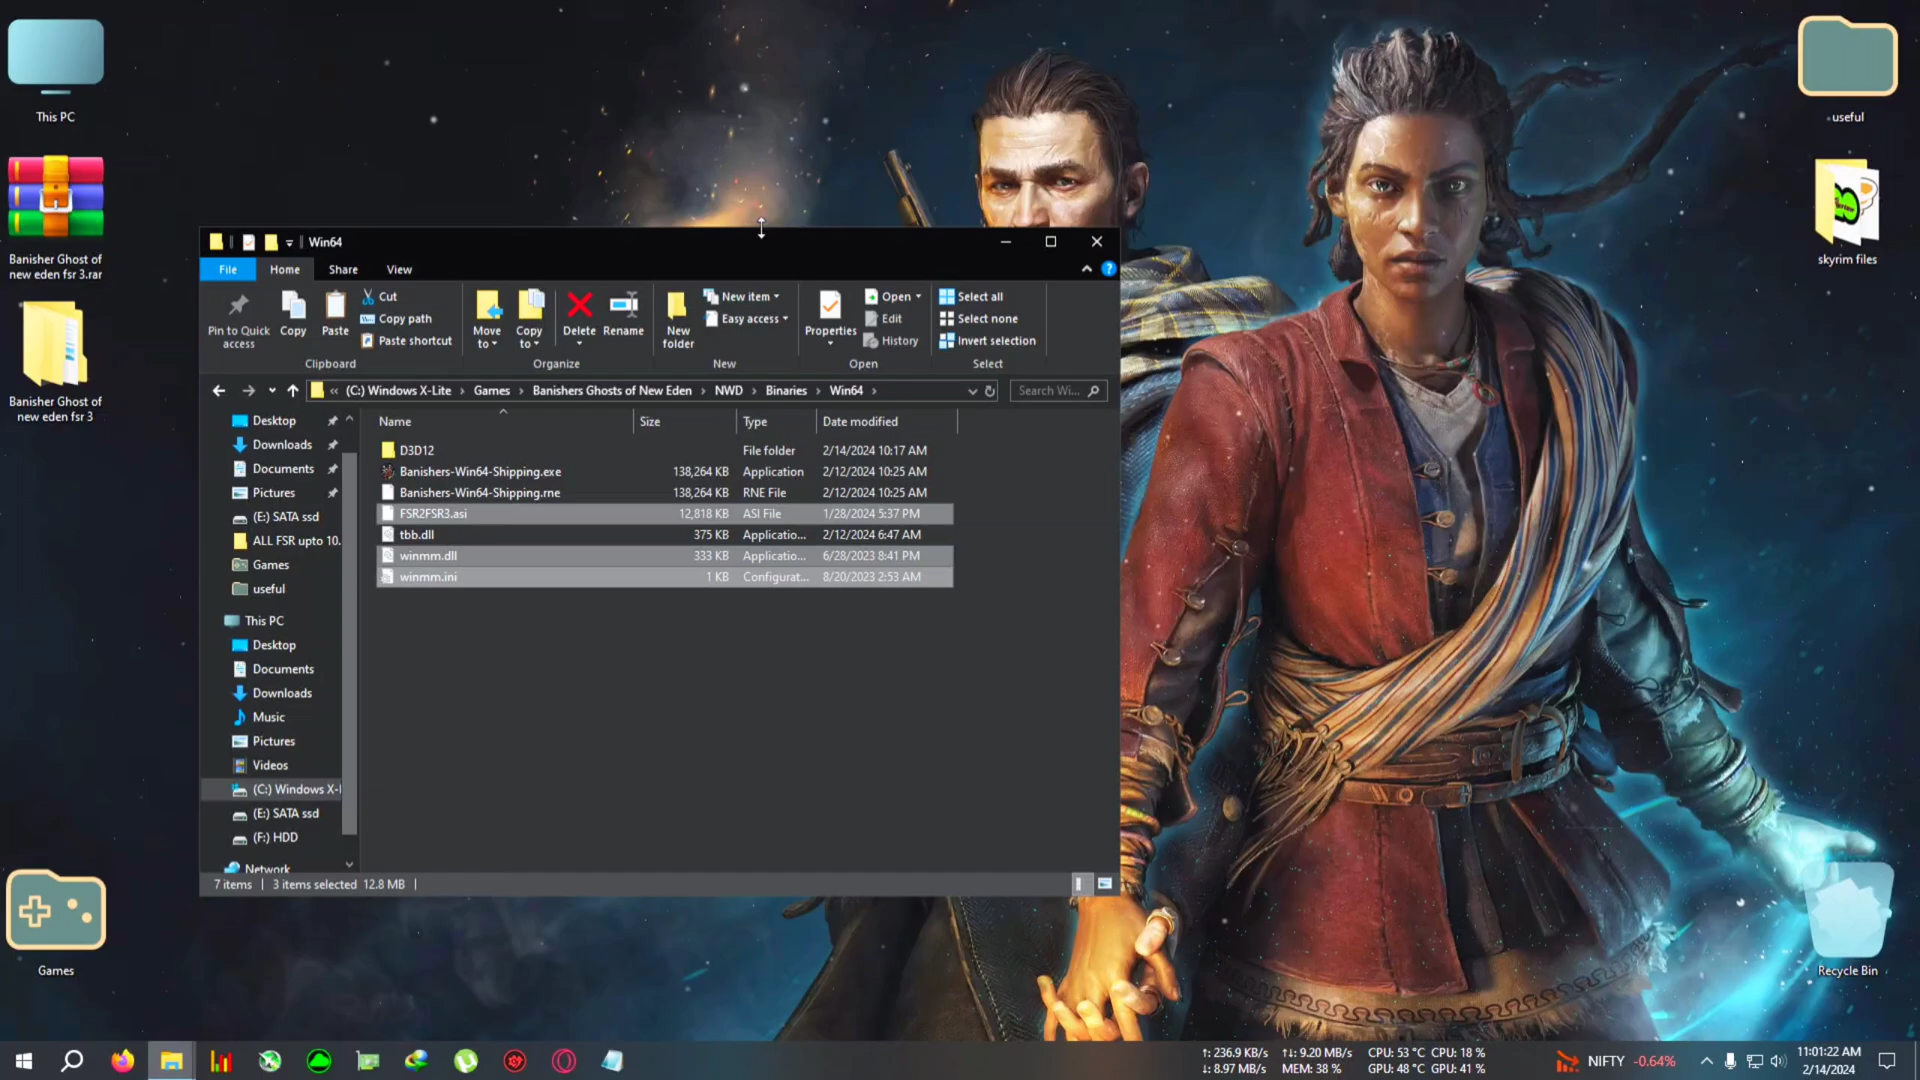 This PC
Banisher Ghost of
new eden fsr 3.rar
Banisher Ghost of
new eden fsr 3
Games
useful
skyrim files
Recycle Bin
Win64
File
Home
Share
View
Pin to Quick
access
Copy
Paste
Cut
Copy path
Paste shortcut
Clipboard
Move
to
Copy
to
Delete
Rename
Organize
New
folder
New item
Easy access
New
Properties
Open
Edit
History
Open
Select all
Select none
Invert selection
Select
« (C:) Windows X-Lite › Games › Banishers Ghosts of New Eden › NWD › Binaries › Win64 ›
Search Wi...
Desktop
Downloads
Documents
Pictures
(E:) SATA ssd
ALL FSR upto 10.
Games
useful
This PC
Desktop
Documents
Downloads
Music
Pictures
Videos
(C:) Windows X-l
(E:) SATA ssd
(F:) HDD
Network
Name Size Type Date modified
D3D12 File folder 2/14/2024 10:17 AM
Banishers-Win64-Shipping.exe 138,264 KB Application 2/12/2024 10:25 AM
Banishers-Win64-Shipping.rne 138,264 KB RNE File 2/12/2024 10:25 AM
FSR2FSR3.asi 12,818 KB ASI File 1/28/2024 5:37 PM
tbb.dll 375 KB Applicatio... 2/12/2024 6:47 AM
winmm.dll 333 KB Applicatio... 6/28/2023 8:41 PM
winmm.ini 1 KB Configurat... 8/20/2023 2:53 AM
7 items | 3 items selected 12.8 MB |
↑: 236.9 KB/s ↑↓: 9.20 MB/s CPU: 53 °C CPU: 18 %
↓: 8.97 MB/s MEM: 38 % GPU: 48 °C GPU: 41 %
NIFTY -0.64%
11:01:22 AM
2/14/2024